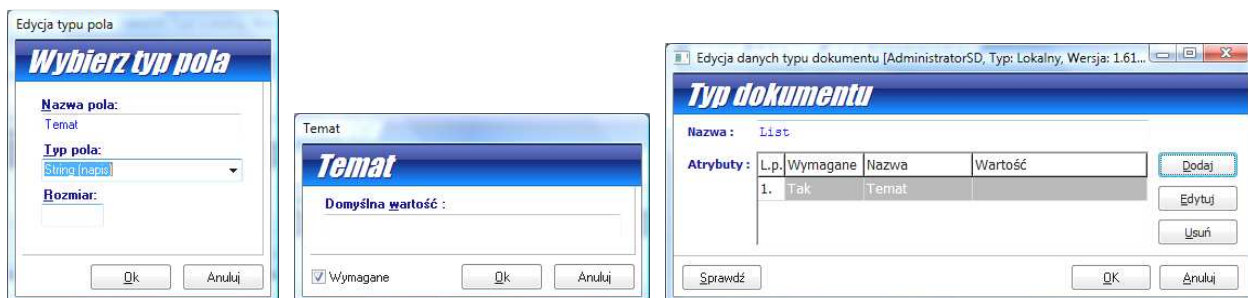 Edycja typu pola
Wybierz typ pola
Nazwa pola:
Temat
Typ pola:
String (napis)
Rozmiar:
Ok Anuluj
Temat
Temat
Domyślna wartość :
Wymagane Ok Anuluj
Edycja danych typu dokumentu [AdministratorSD, Typ: Lokalny, Wersja: 1.61...
Typ dokumentu
Nazwa : List
Atrybuty : L.p. Wymagane Nazwa Wartość Dodaj
1. Tak Temat
Edytuj
Usuń
Sprawdź OK Anuluj